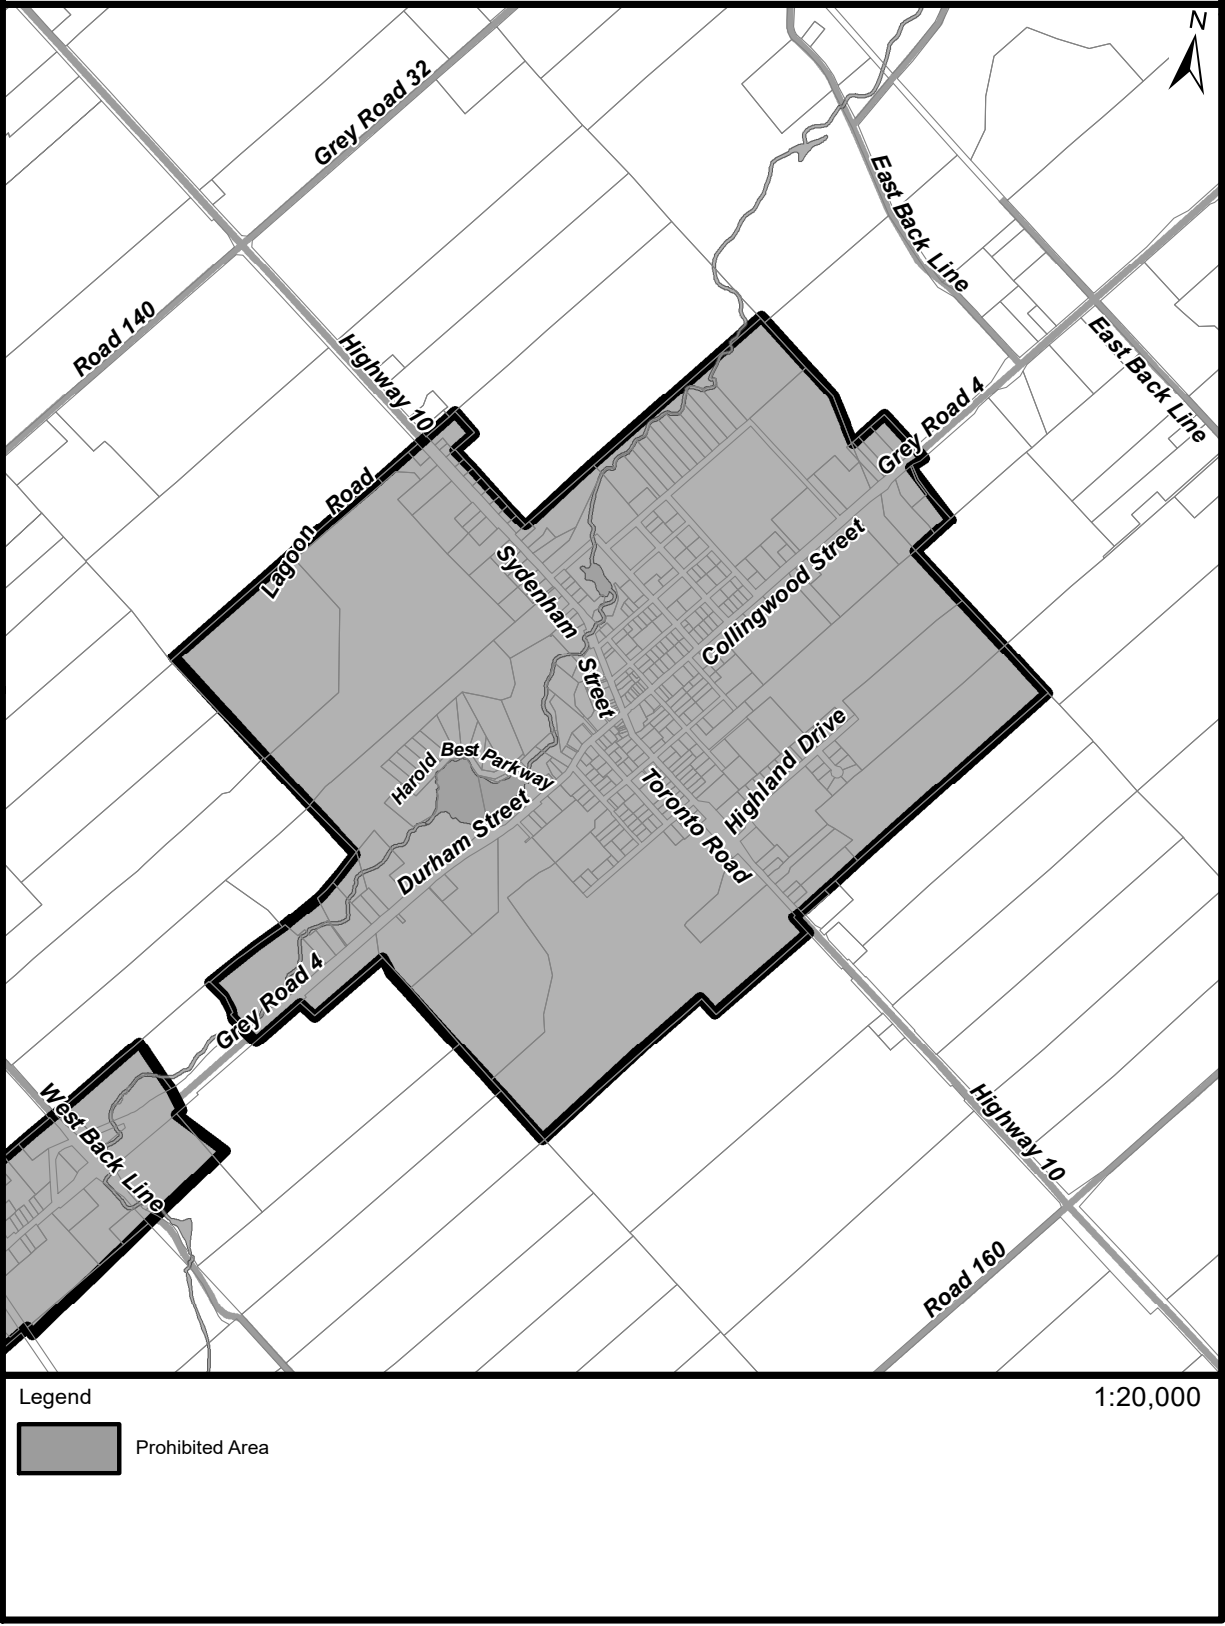 N
Grey Road 32
East Back Line
Road 140
Highway 10
East Back Line
Grey Road 4
Lagoon Road
Sydenham Street
Collingwood Street
Harold Best Parkway
Highland Drive
Durham Street
Toronto Road
Grey Road 4
West Back Line
Highway 10
Road 160
Legend
1:20,000
Prohibited Area